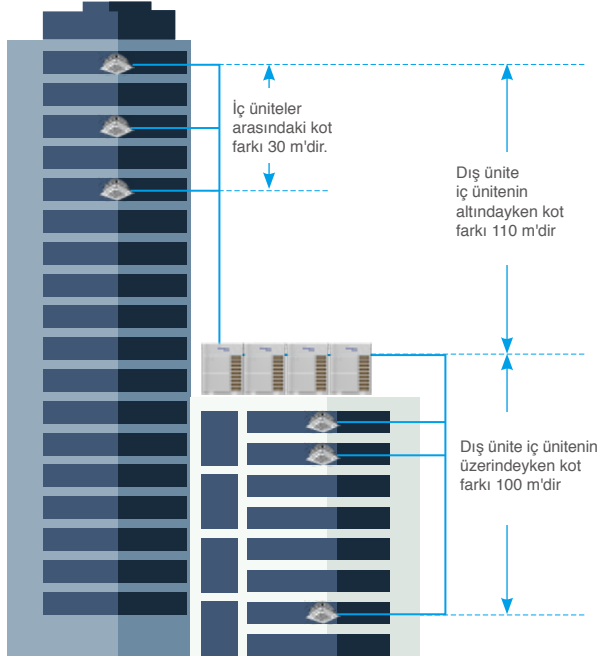 İç üniteler
arasındaki kot
farkı 30 m'dir.
Dış ünite
iç ünitenin
altındayken kot
farkı 110 m'dir
Dış ünite iç ünitenin
üzerindeyken kot
farkı 100 m'dir